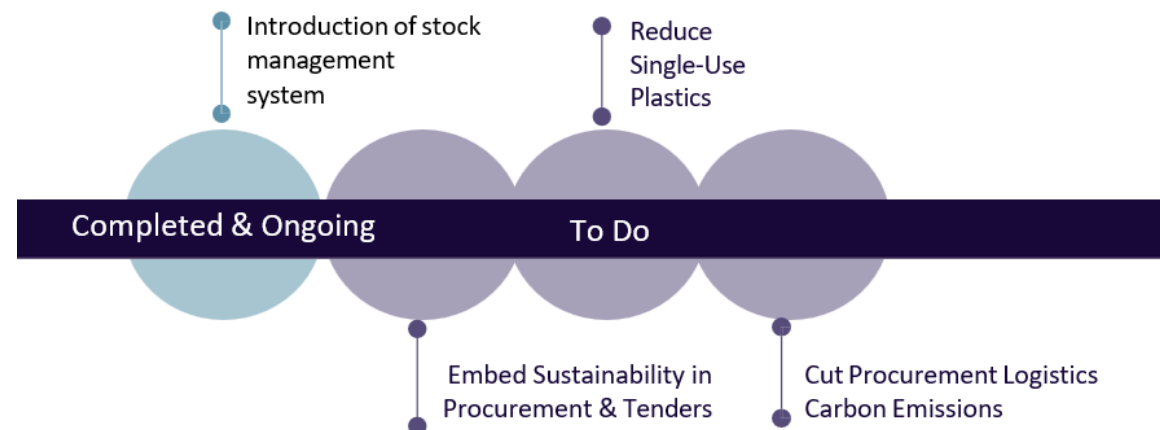 Introduction of stock
management
system
Reduce
Single-Use
Plastics
Completed & Ongoing
To Do
Embed Sustainability in
Procurement & Tenders
Cut Procurement Logistics
Carbon Emissions